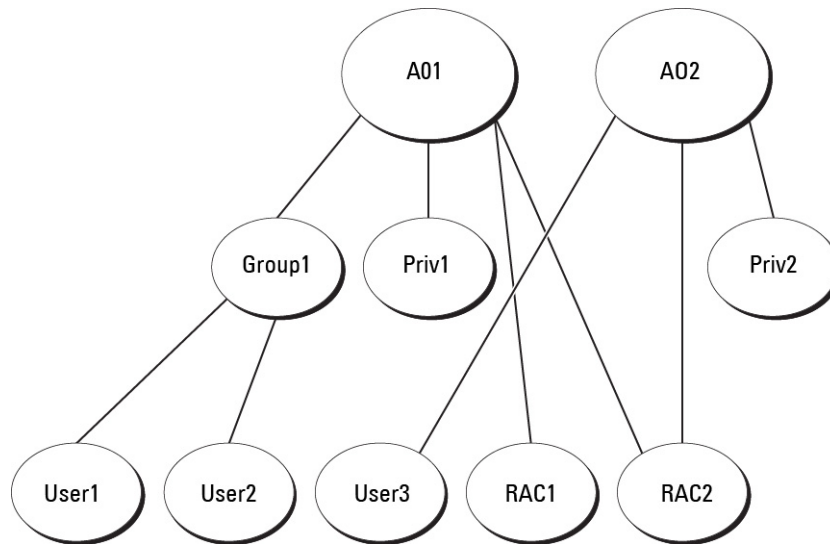 A01
AO2
Group1
Priv1
Priv2
User1
User2
User3
RAC1
RAC2